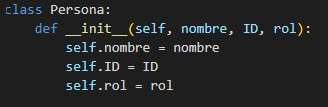 class Persona:
    def __init__(self, nombre, ID, rol):
        self.nombre = nombre
        self.ID = ID
        self.rol = rol